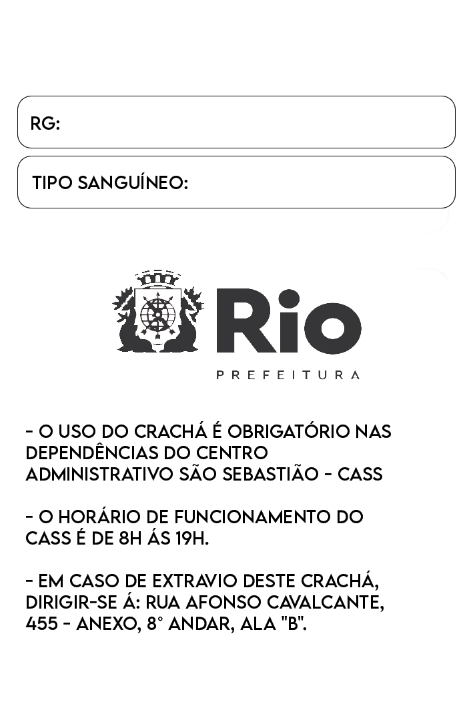 RG:
TIPO SANGUÍNEO:
Rio
PREFEITURA
- O USO DO CRACHÁ É OBRIGATÓRIO NAS
DEPENDÊNCIAS DO CENTRO
ADMINISTRATIVO SÃO SEBASTIÃO - CASS
- O HORÁRIO DE FUNCIONAMENTO DO
CASS É DE 8H ÁS 19H.
- EM CASO DE EXTRAVIO DESTE CRACHÁ,
DIRIGIR-SE Á: RUA AFONSO CAVALCANTE,
455 - ANEXO, 8° ANDAR, ALA "B".